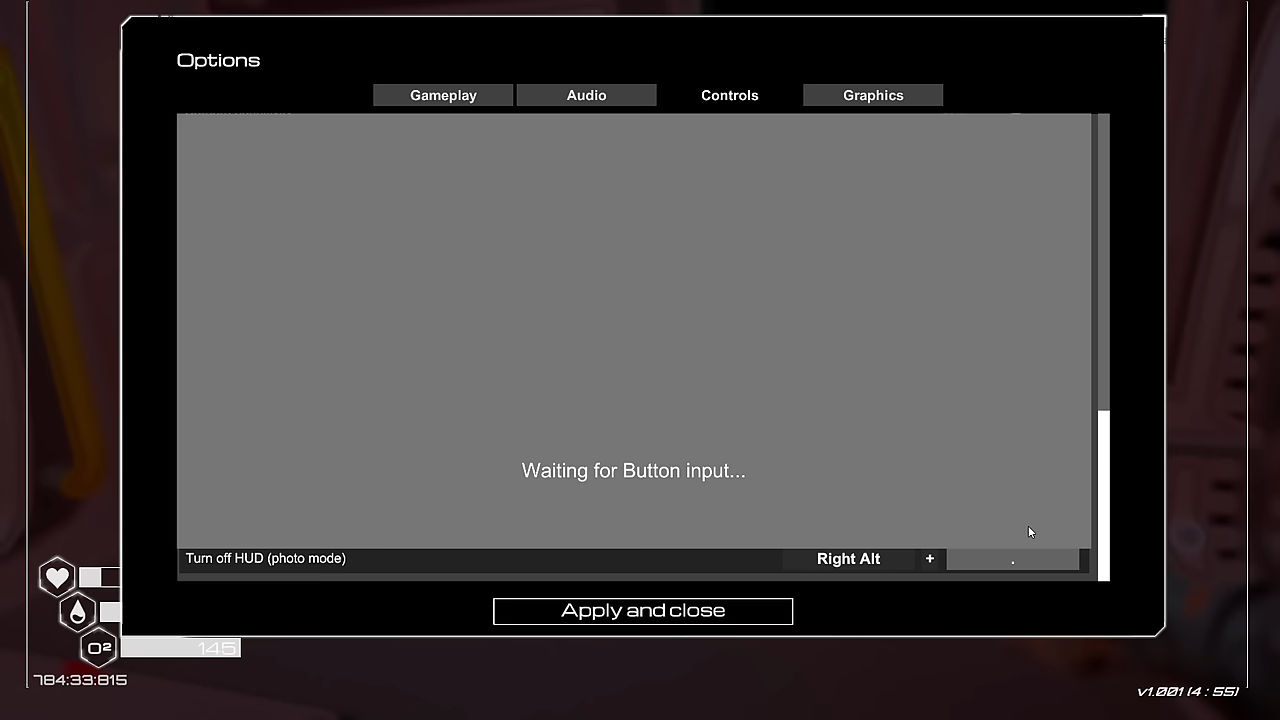 Options
Gameplay Audio Controls Graphics
Waiting for Button input...
Turn off HUD (photo mode) Right Alt + .
Apply and close
O²
145
784:33:815
v1.001 (4 : 55)